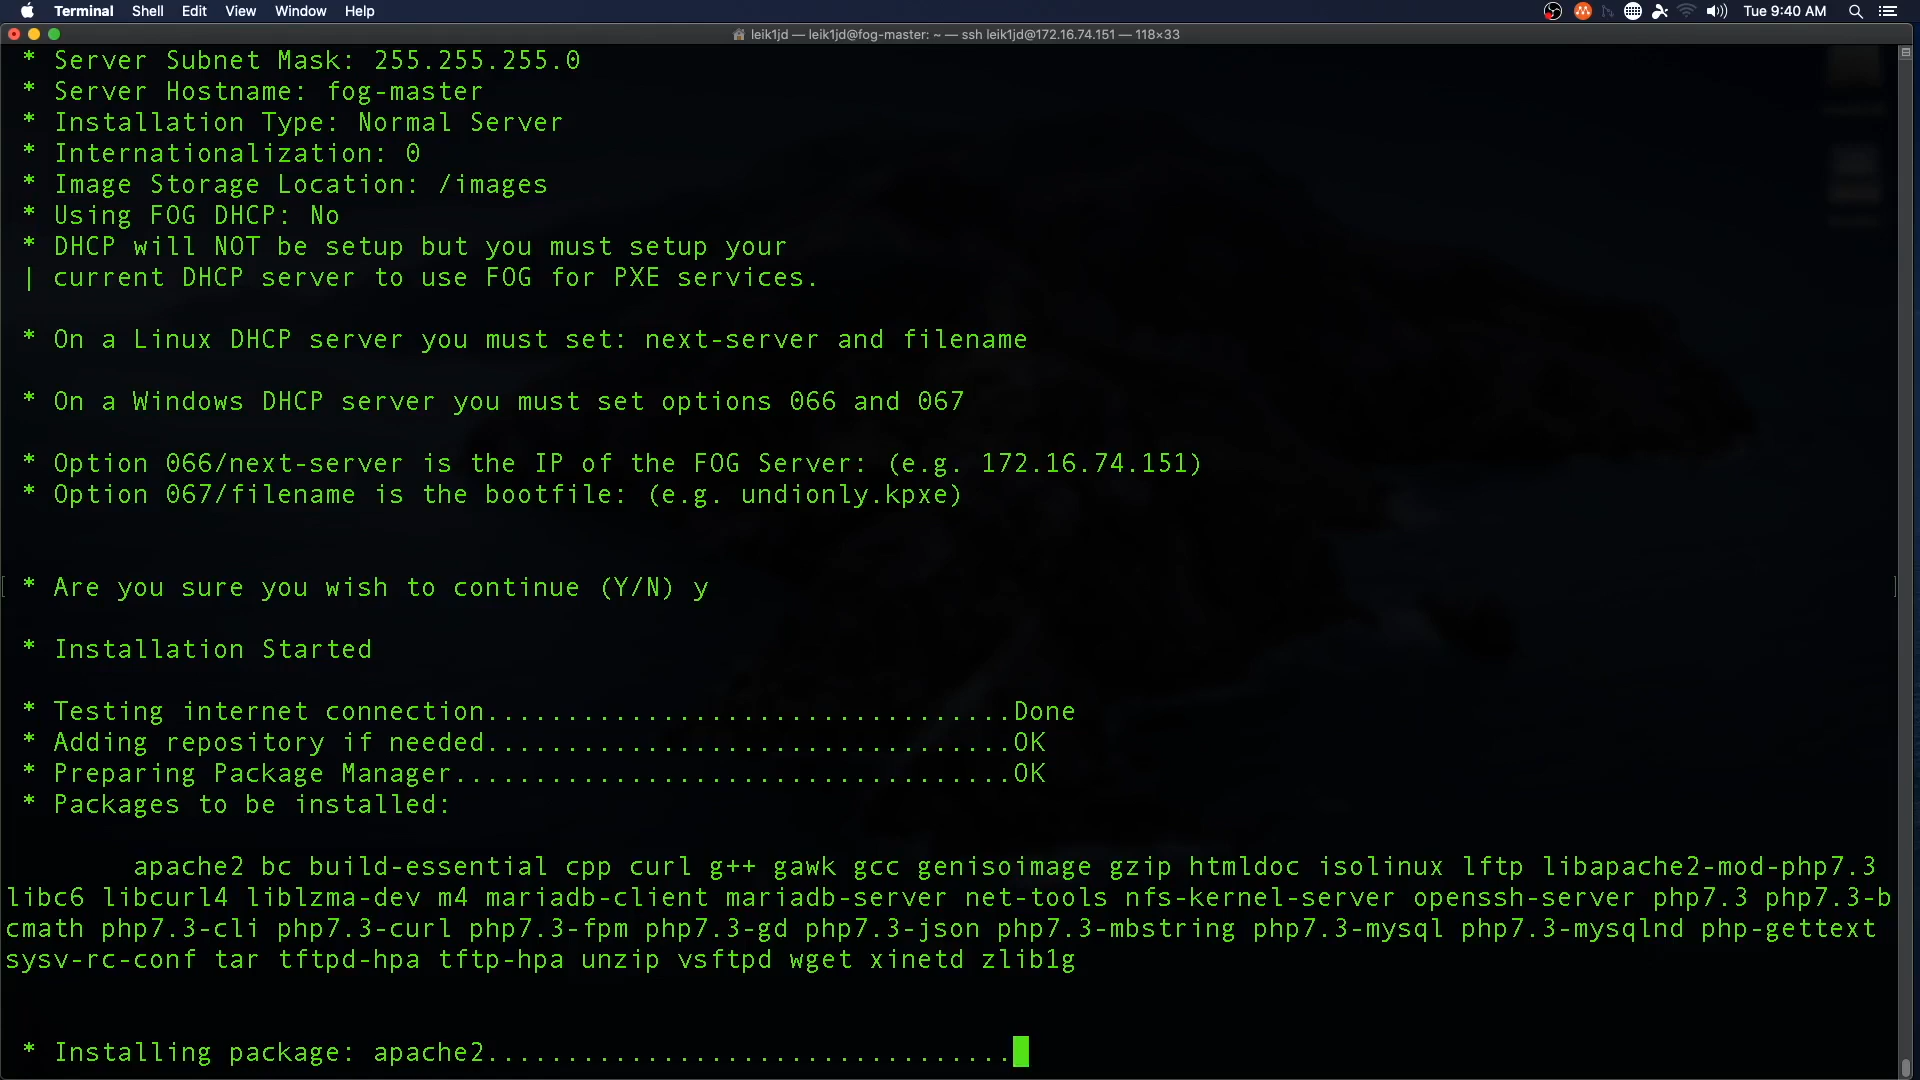 Terminal Shell Edit View Window Help Tue 9:40 AM
leik1jd — leik1jd@fog-master: ~ — ssh leik1jd@172.16.74.151 — 118×33
* Server Subnet Mask: 255.255.255.0
* Server Hostname: fog-master
* Installation Type: Normal Server
* Internationalization: 0
* Image Storage Location: /images
* Using FOG DHCP: No
* DHCP will NOT be setup but you must setup your
| current DHCP server to use FOG for PXE services.
* On a Linux DHCP server you must set: next-server and filename
* On a Windows DHCP server you must set options 066 and 067
* Option 066/next-server is the IP of the FOG Server: (e.g. 172.16.74.151)
* Option 067/filename is the bootfile: (e.g. undionly.kpxe)
[ * Are you sure you wish to continue (Y/N) y ]
* Installation Started
* Testing internet connection.................................Done
* Adding repository if needed.................................OK
* Preparing Package Manager...................................OK
* Packages to be installed:
apache2 bc build-essential cpp curl g++ gawk gcc genisoimage gzip htmldoc isolinux lftp libapache2-mod-php7.3
libc6 libcurl4 liblzma-dev m4 mariadb-client mariadb-server net-tools nfs-kernel-server openssh-server php7.3 php7.3-b
cmath php7.3-cli php7.3-curl php7.3-fpm php7.3-gd php7.3-json php7.3-mbstring php7.3-mysql php7.3-mysqlnd php-gettext
sysv-rc-conf tar tftpd-hpa tftp-hpa unzip vsftpd wget xinetd zlib1g
* Installing package: apache2.................................